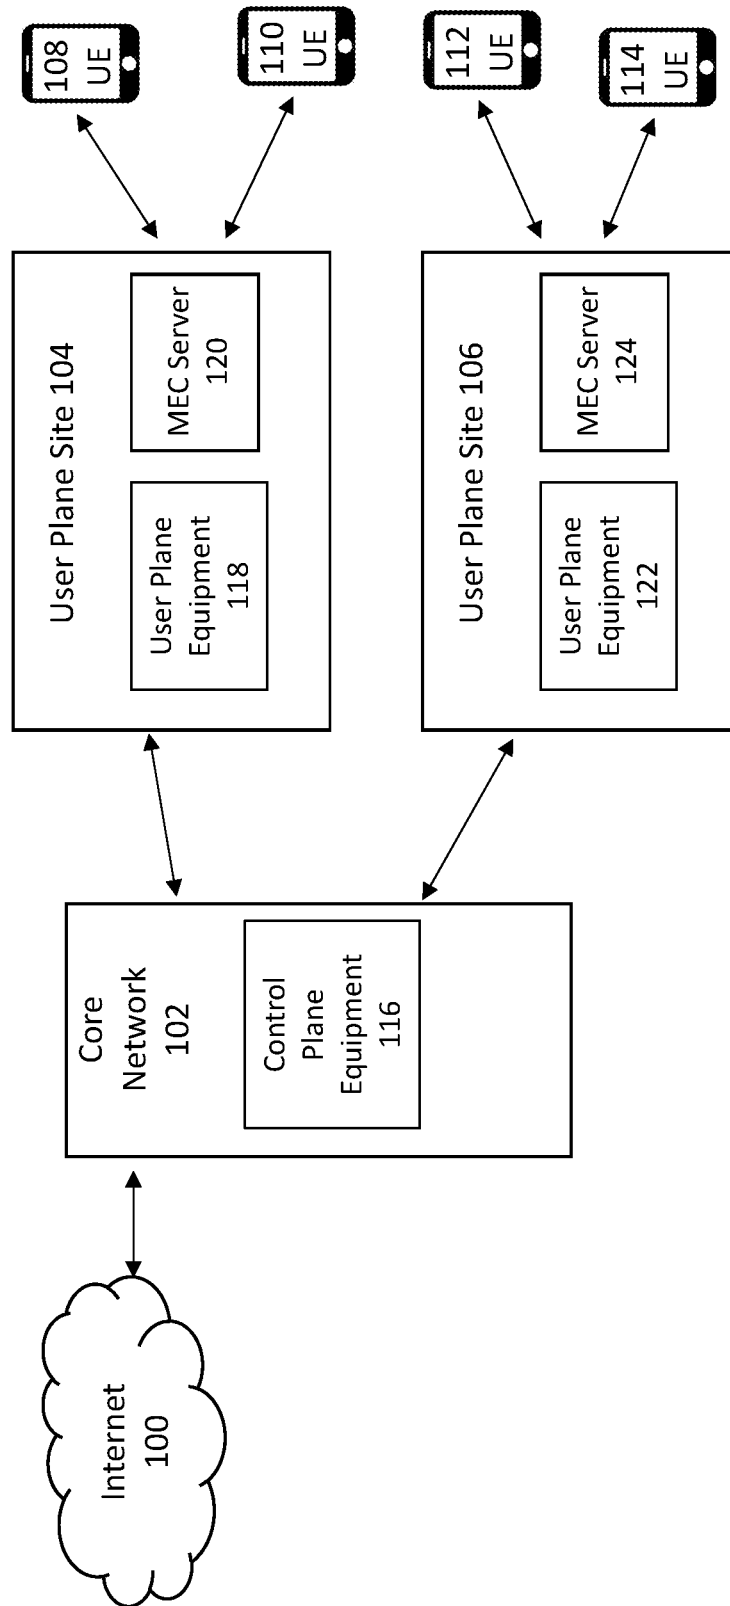 Internet
100
Core
Network
102
Control
Plane
Equipment
116
User Plane Site 104
User Plane
Equipment
118
MEC Server
120
User Plane Site 106
User Plane
Equipment
122
MEC Server
124
108
UE
110
UE
112
UE
114
UE